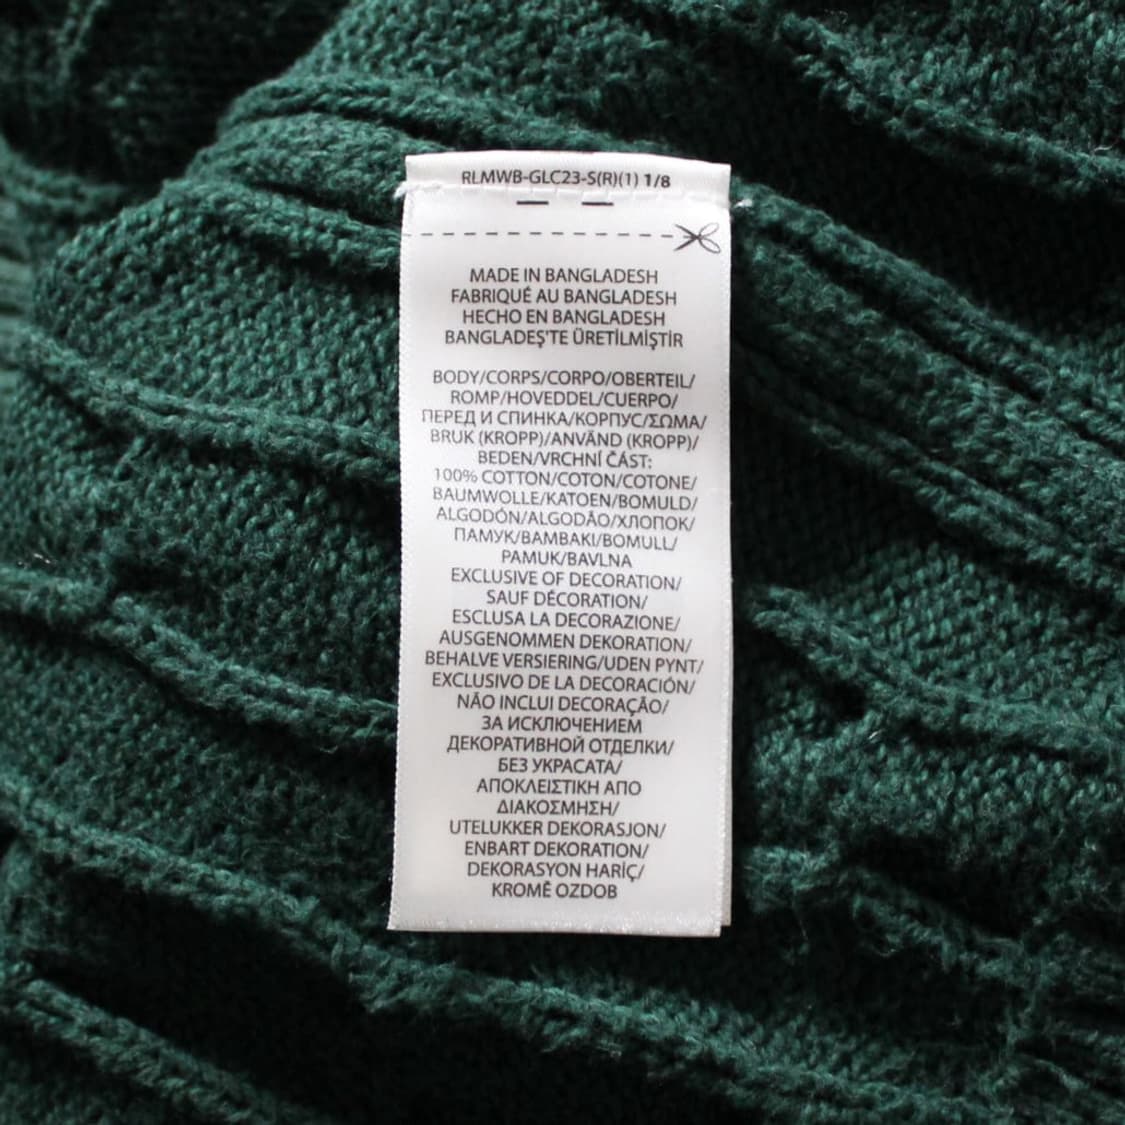 RLMWB-GLC23-S(R)(1) 1/8
MADE IN BANGLADESH
FABRIQUÉ AU BANGLADESH
HECHO EN BANGLADESH
BANGLADEŞ'TE ÜRETİLMİŞTİR
BODY/CORPS/CORPO/OBERTEIL/
ROMP/HOVEDDEL/CUERPO/
ПЕРЕД И СПИНКА/КОРПУС/ΣΩΜΑ/
BRUK (KROPP)/ANVÄND (KROPP)/
BEDEN/VRCHNÍ ČÁST:
100% COTTON/COTON/COTONE/
BAUMWOLLE/KATOEN/BOMULD/
ALGODÓN/ALGODÃO/ХЛОПОК/
ПАМУК/ΒΑΜΒΑΚΙ/BOMULL/
PAMUK/BAVLNA
EXCLUSIVE OF DECORATION/
SAUF DÉCORATION/
ESCLUSA LA DECORAZIONE/
AUSGENOMMEN DEKORATION/
BEHALVE VERSIERING/UDEN PYNT/
EXCLUSIVO DE LA DECORACIÓN/
NÃO INCLUI DECORAÇÃO/
ЗА ИСКЛЮЧЕНИЕМ
ДЕКОРАТИВНОЙ ОТДЕЛКИ/
БЕЗ УКРАСАТА/
ΑΠΟΚΛΕΙΣΤΙΚΗ ΑΠΟ
ΔΙΑΚΟΣΜΗΣΗ/
UTELUKKER DEKORASJON/
ENBART DEKORATION/
DEKORASYON HARİÇ/
KROMĚ OZDOB